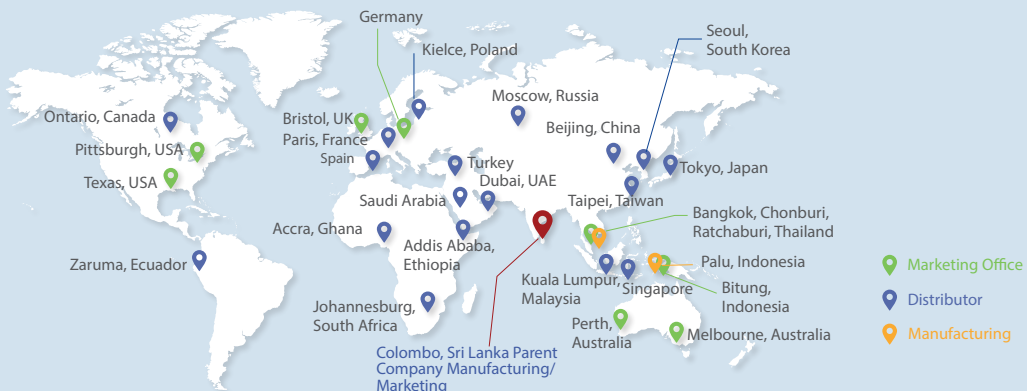 Germany
Kielce, Poland
Seoul,
South Korea
Moscow, Russia
Ontario, Canada
Bristol, UK
Beijing, China
Pittsburgh, USA
Paris, France
Spain
Turkey
Tokyo, Japan
Texas, USA
Dubai, UAE
Saudi Arabia
Taipei, Taiwan
Bangkok, Chonburi,
Ratchaburi, Thailand
Accra, Ghana
Addis Ababa,
Ethiopia
Zaruma, Ecuador
Palu, Indonesia
Marketing Office
Kuala Lumpur,
Malaysia
Singapore
Bitung,
Indonesia
Distributor
Johannesburg,
South Africa
Perth,
Australia
Melbourne, Australia
Manufacturing
Colombo, Sri Lanka Parent
Company Manufacturing/
Marketing